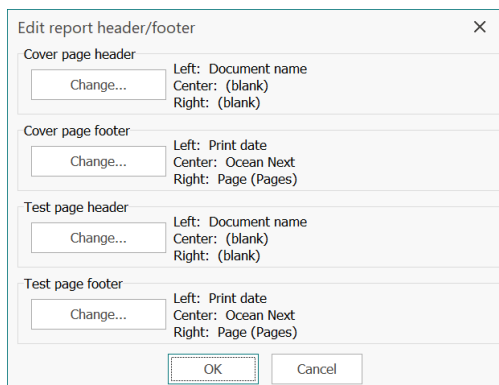 Edit report header/footer
Cover page header
Change...
Left: Document name
Center: (blank)
Right: (blank)
Cover page footer
Change...
Left: Print date
Center: Ocean Next
Right: Page (Pages)
Test page header
Change...
Left: Document name
Center: (blank)
Right: (blank)
Test page footer
Change...
Left: Print date
Center: Ocean Next
Right: Page (Pages)
OK Cancel